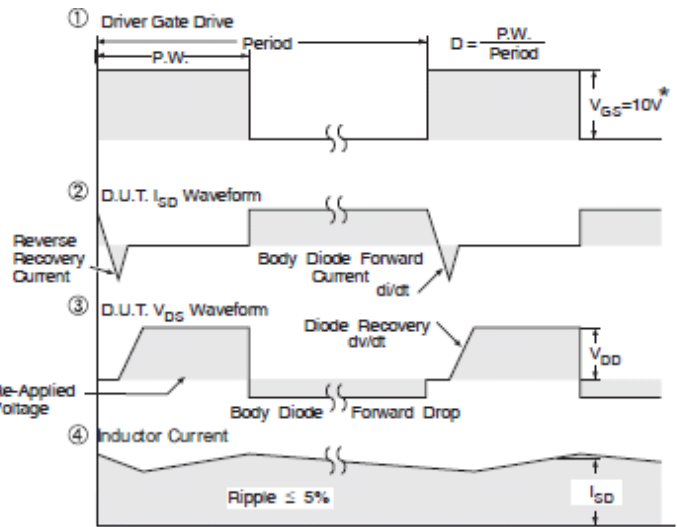 ① Driver Gate Drive
Period
P.W.
D = P.W.
Period
VGS=10V*
② D.U.T. ISD Waveform
Reverse
Recovery
Current
Body Diode Forward
Current
di/dt
③ D.U.T. VDS Waveform
Diode Recovery
dv/dt
VDD
e-Applied
oltage
Body Diode Forward Drop
④ Inductor Current
Ripple ≤ 5%
ISD